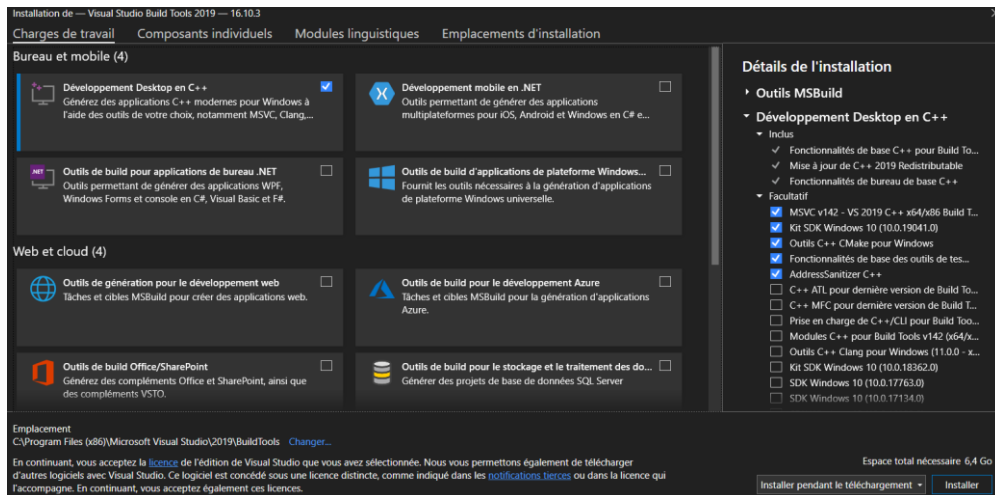 Installation de — Visual Studio Build Tools 2019 — 16.10.3
Charges de travail Composants individuels Modules linguistiques Emplacements d'installation
Bureau et mobile (4)
Développement Desktop en C++
Générez des applications C++ modernes pour Windows à
l'aide des outils de votre choix, notamment MSVC, Clang,...
Développement mobile en .NET
Outils permettant de générer des applications
multiplateformes pour iOS, Android et Windows en C# e...
.NET
Outils de build pour applications de bureau .NET
Outils permettant de générer des applications WPF,
Windows Forms et console en C#, Visual Basic et F#.
Outils de build d'applications de plateforme Windows...
Fournit les outils nécessaires à la génération d'applications
de plateforme Windows universelle.
Web et cloud (4)
Outils de génération pour le développement web
Tâches et cibles MSBuild pour créer des applications web.
Outils de build pour le développement Azure
Tâches et cibles MSBuild pour la génération d'applications
Azure.
Outils de build Office/SharePoint
Générez des compléments Office et SharePoint, ainsi que
des compléments VSTO.
Outils de build pour le stockage et le traitement des do...
Générer des projets de base de données SQL Server
Détails de l'installation
Outils MSBuild
Développement Desktop en C++
Inclus
Fonctionnalités de base C++ pour Build To...
Mise à jour de C++ 2019 Redistributable
Fonctionnalités de bureau de base C++
Facultatif
MSVC v142 - VS 2019 C++ x64/x86 Build T...
Kit SDK Windows 10 (10.0.19041.0)
Outils C++ CMake pour Windows
Fonctionnalités de base des outils de tes...
AddressSanitizer C++
C++ ATL pour dernière version de Build To...
C++ MFC pour dernière version de Build T...
Prise en charge de C++/CLI pour Build Too...
Modules C++ pour Build Tools v142 (x64/x...
Outils C++ Clang pour Windows (11.0.0 - x...
Kit SDK Windows 10 (10.0.18362.0)
SDK Windows 10 (10.0.17763.0)
SDK Windows 10 (10.0.17134.0)
Emplacement
C:\Program Files (x86)\Microsoft Visual Studio\2019\BuildTools Changer...
En continuant, vous acceptez la licence de l'édition de Visual Studio que vous avez sélectionnée. Nous vous permettons également de télécharger
d'autres logiciels avec Visual Studio. Ce logiciel est concédé sous une licence distincte, comme indiqué dans les notifications tierces ou dans la licence qui
l'accompagne. En continuant, vous acceptez également ces licences.
Espace total nécessaire 6,4 Go
Installer pendant le téléchargement Installer